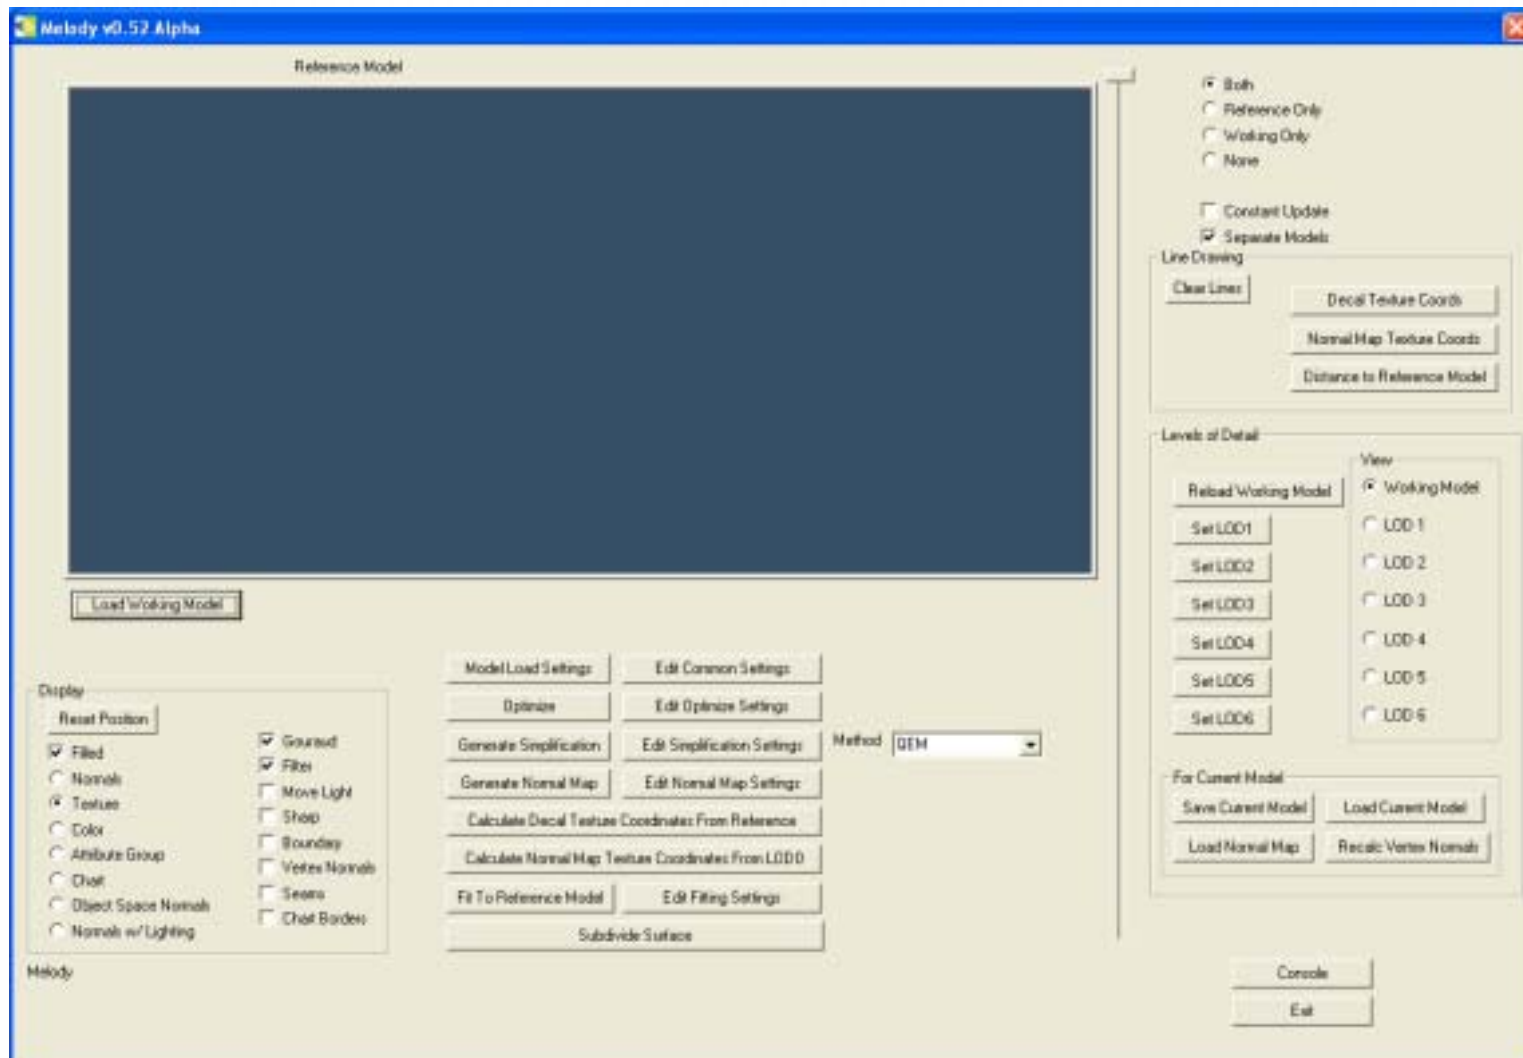 Melody v0.52 Alpha
Reference Model
Both
Reference Only
Working Only
None
Constant Update
Separate Models
Line Drawing
Clear Lines
Decal Texture Coords
Normal Map Texture Coords
Distance to Reference Model
Levels of Detail
View
Reload Working Model
Working Model
Set LOD1
LOD 1
Set LOD2
LOD 2
Set LOD3
LOD 3
Set LOD4
LOD 4
Set LOD5
LOD 5
Set LOD6
LOD 6
For Current Model
Save Current Model
Load Current Model
Load Normal Map
Recalc Vertex Normals
Load Working Model
Display
Reset Position
Filled
Normals
Texture
Color
Attribute Group
Chart
Object Space Normals
Normals w/ Lighting
Gouraud
Filter
Move Light
Sharp
Boundary
Vertex Normals
Seams
Chart Borders
Model Load Settings
Edit Common Settings
Optimize
Edit Optimize Settings
Generate Simplification
Edit Simplification Settings
Method
QEM
Generate Normal Map
Edit Normal Map Settings
Calculate Decal Texture Coordinates From Reference
Calculate Normal Map Texture Coordinates From LOD0
Fit To Reference Model
Edit Fitting Settings
Subdivide Surface
Melody
Console
Exit